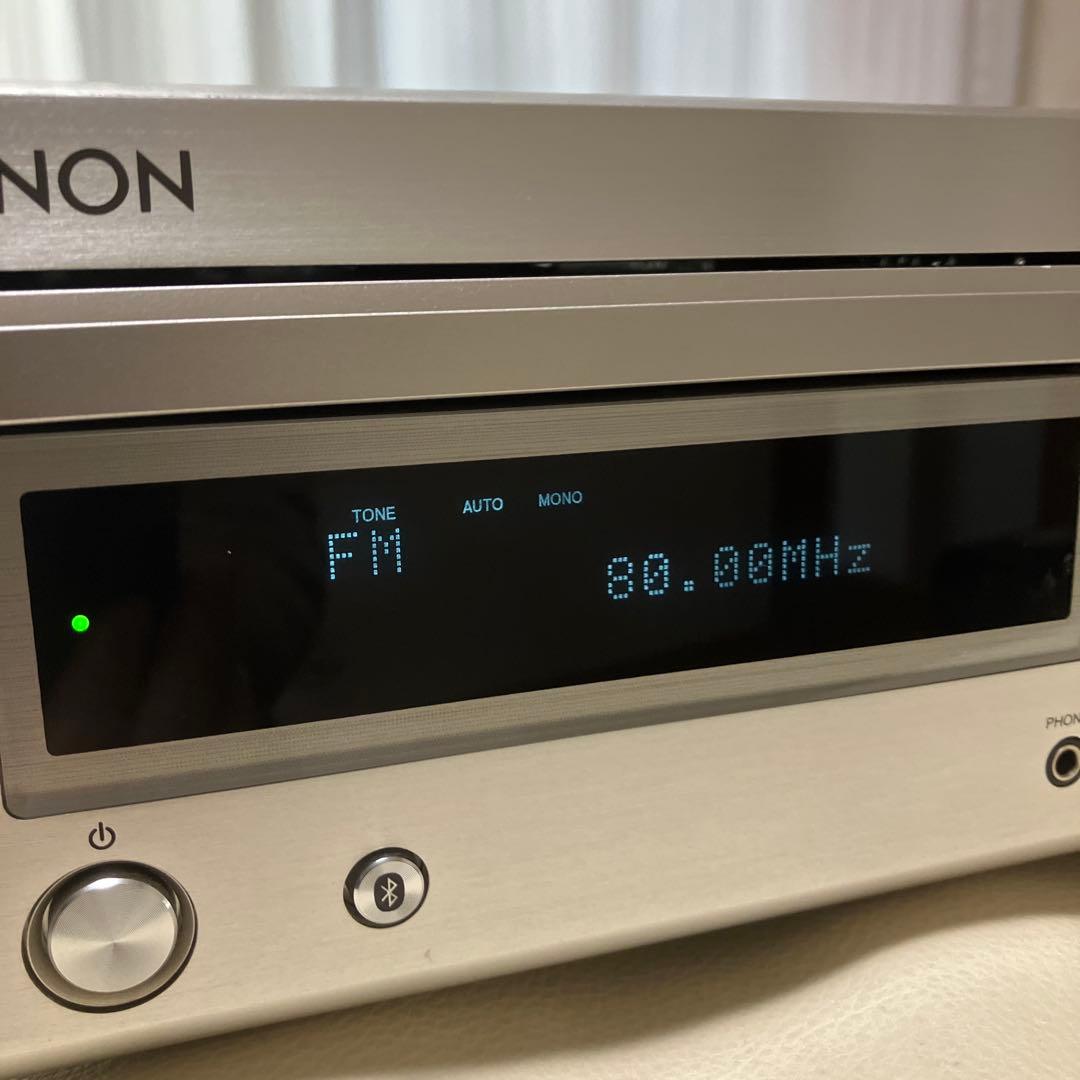 NON
TONE AUTO MONO
FM 80.00MHz
PHON